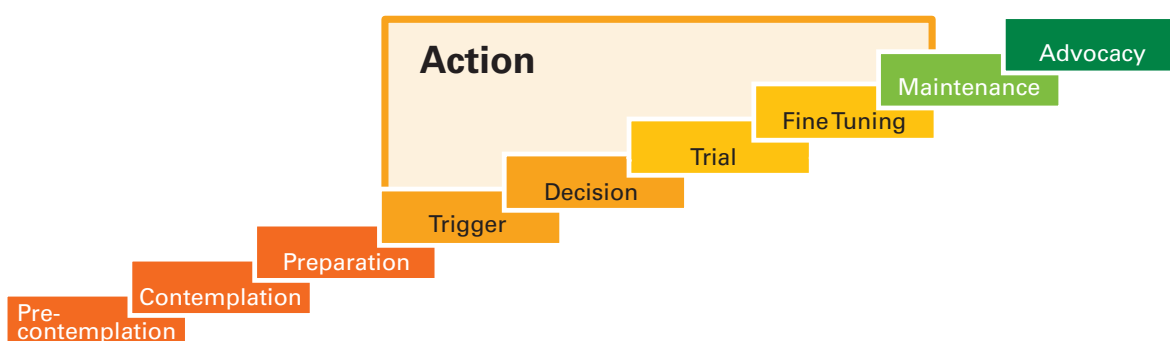 Action
Advocacy
Maintenance
Fine Tuning
Trial
Decision
Trigger
Preparation
Contemplation
Pre-
contemplation